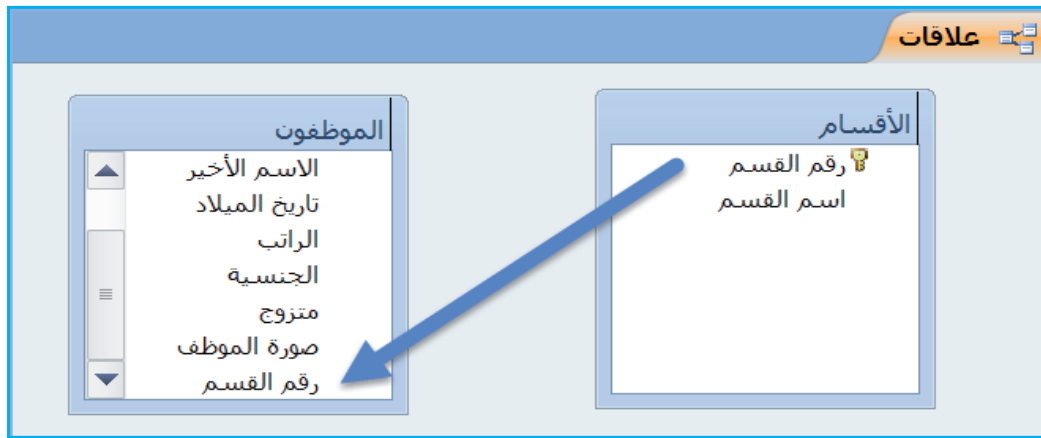 علاقات
الأقسام
رقم القسم
اسم القسم
الموظفون
الاسم الأخير
تاريخ الميلاد
الراتب
الجنسية
متزوج
صورة الموظف
رقم القسم